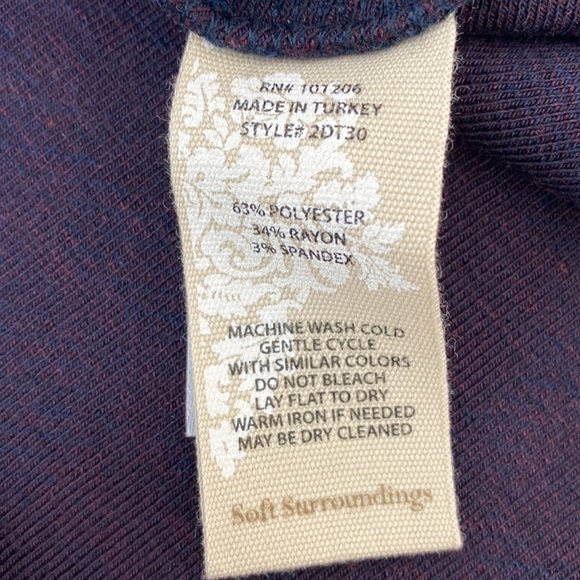 RN# 101206
MADE IN TURKEY
STYLE# 2DT30
63% POLYESTER
34% RAYON
3% SPANDEX
MACHINE WASH COLD
GENTLE CYCLE
WITH SIMILAR COLORS
DO NOT BLEACH
LAY FLAT TO DRY
WARM IRON IF NEEDED
MAY BE DRY CLEANED
Soft Surroundings